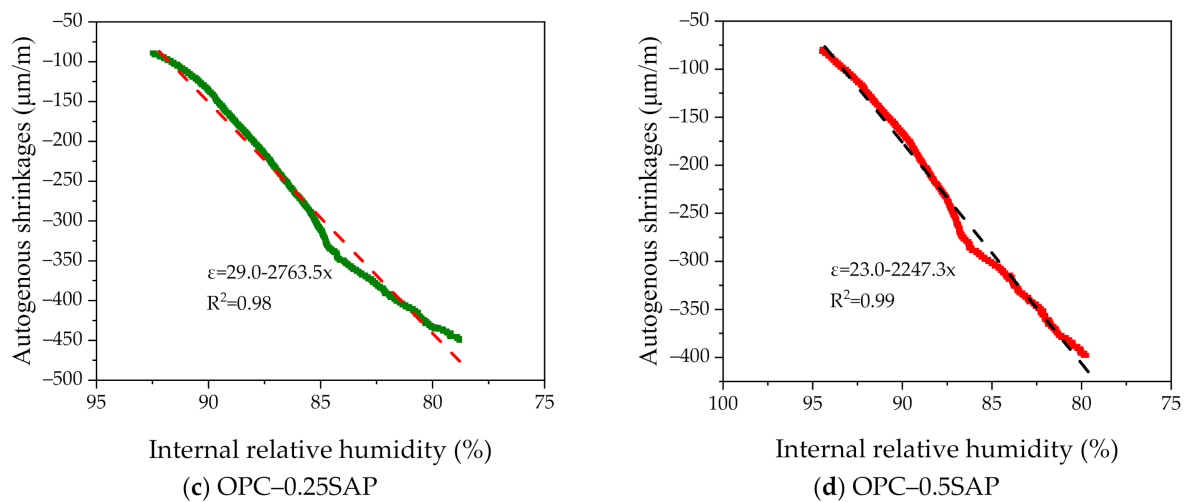 −50
−100
−150
−200
−250
−300
−350
−400
−450
−500
Autogenous shrinkages (μm/m)
ε=29.0-2763.5x
R²=0.98
95 90 85 80 75
Internal relative humidity (%)
(c) OPC–0.25SAP
−50
−100
−150
−200
−250
−300
−350
−400
Autogenous shrinkages (μm/m)
ε=23.0-2247.3x
R²=0.99
100 95 90 85 80 75
Internal relative humidity (%)
(d) OPC–0.5SAP